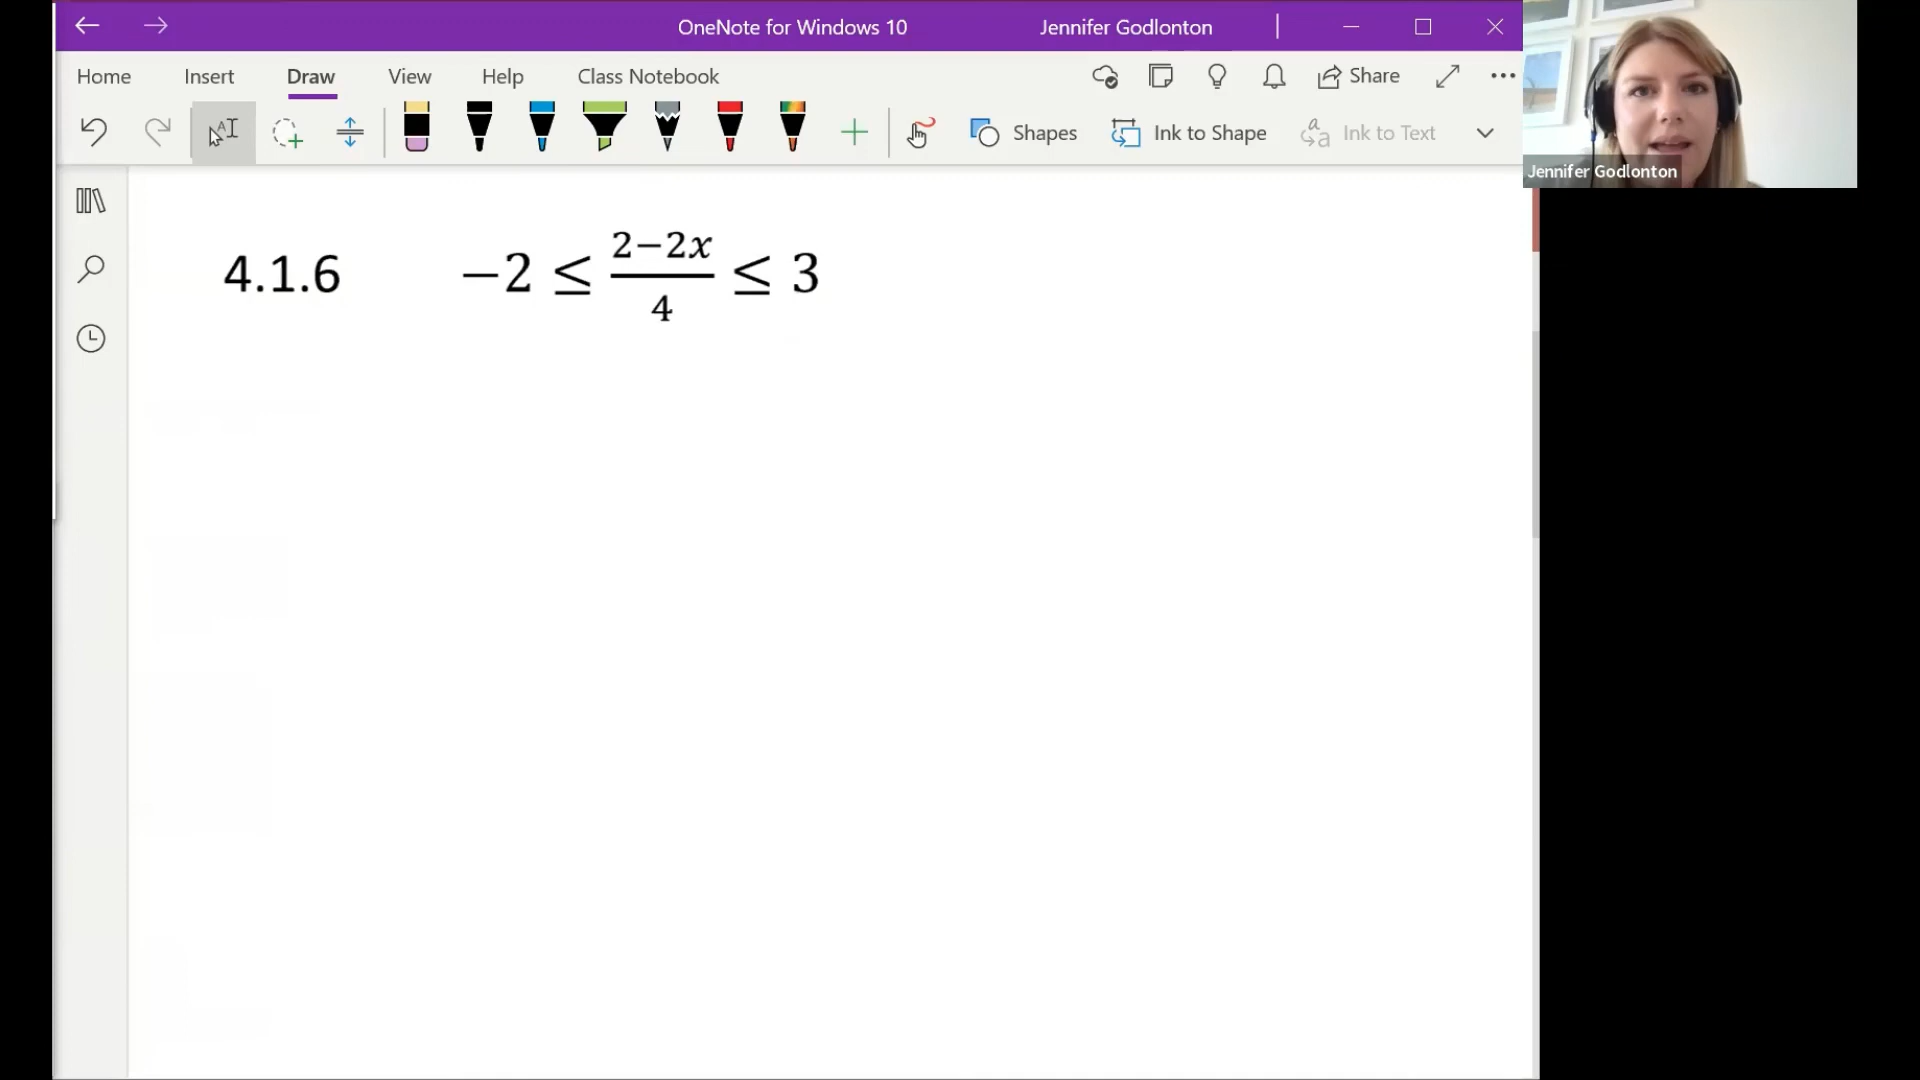 OneNote for Windows 10 Jennifer Godlonton
Home Insert Draw View Help Class Notebook Share
Shapes Ink to Shape Ink to Text
Jennifer Godlonton
4.1.6 −2 ≤ (2−2x)/4 ≤ 3